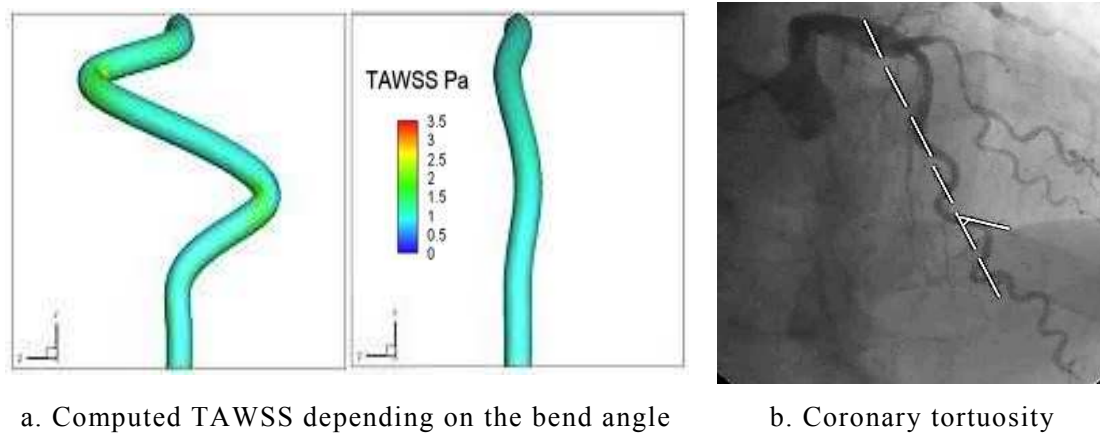 TAWSS Pa
3.5
3
2.5
2
1.5
1
0.5
0
a. Computed TAWSS depending on the bend angle
b. Coronary tortuosity